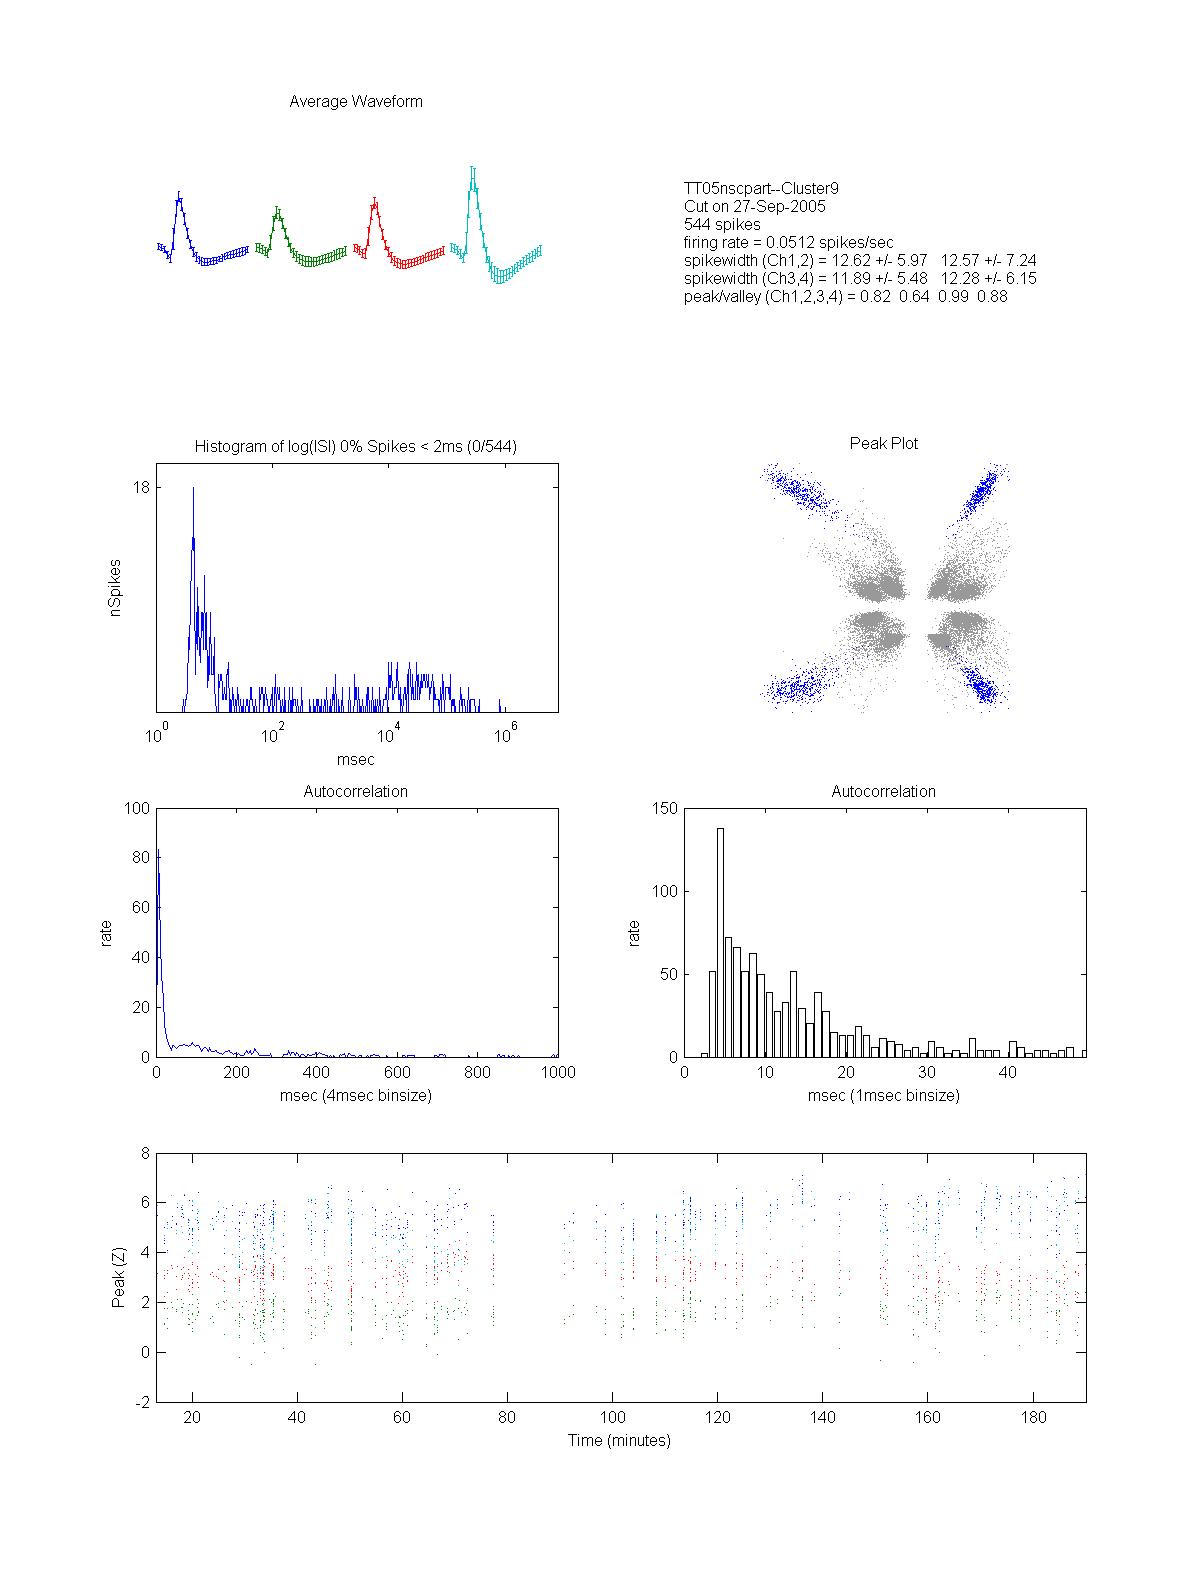 Average Waveform
TT05nscpart--Cluster9
Cut on 27-Sep-2005
544 spikes
firing rate = 0.0512 spikes/sec
spikewidth (Ch1,2) = 12.62 +/- 5.97 12.57 +/- 7.24
spikewidth (Ch3,4) = 11.89 +/- 5.48 12.28 +/- 6.15
peak/valley (Ch1,2,3,4) = 0.82 0.64 0.99 0.88
Histogram of log(ISI) 0% Spikes < 2ms (0/544)
18
nSpikes
10^0 10^2 10^4 10^6
msec
Peak Plot
Autocorrelation
100
80
60
40
20
0
rate
0 200 400 600 800 1000
msec (4msec binsize)
Autocorrelation
150
100
50
0
rate
0 10 20 30 40
msec (1msec binsize)
8
6
4
2
0
-2
Peak (Z)
20 40 60 80 100 120 140 160 180
Time (minutes)